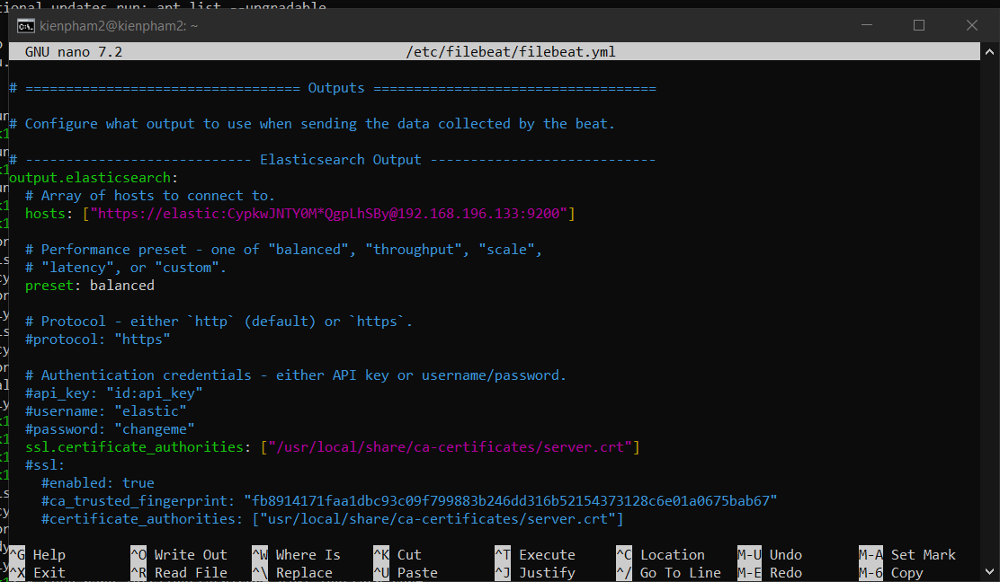 tional updates run: apt list --upgradable
kienpham2@kienpham2: ~
GNU nano 7.2 /etc/filebeat/filebeat.yml
# ================================== Outputs ===================================
# Configure what output to use when sending the data collected by the beat.
# ---------------------------- Elasticsearch Output ----------------------------
output.elasticsearch:
# Array of hosts to connect to.
hosts: ["https://elastic:CypkwJNTY0M*QgpLhSBy@192.168.196.133:9200"]
# Performance preset - one of "balanced", "throughput", "scale",
# "latency", or "custom".
preset: balanced
# Protocol - either `http` (default) or `https`.
#protocol: "https"
# Authentication credentials - either API key or username/password.
#api_key: "id:api_key"
#username: "elastic"
#password: "changeme"
ssl.certificate_authorities: ["/usr/local/share/ca-certificates/server.crt"]
#ssl:
#enabled: true
#ca_trusted_fingerprint: "fb8914171faa1dbc93c09f799883b246dd316b52154373128c6e01a0675bab67"
#certificate_authorities: ["usr/local/share/ca-certificates/server.crt"]
^G Help ^O Write Out ^W Where Is ^K Cut ^T Execute ^C Location M-U Undo M-A Set Mark
^X Exit ^R Read File ^\ Replace ^U Paste ^J Justify ^/ Go To Line M-E Redo M-6 Copy